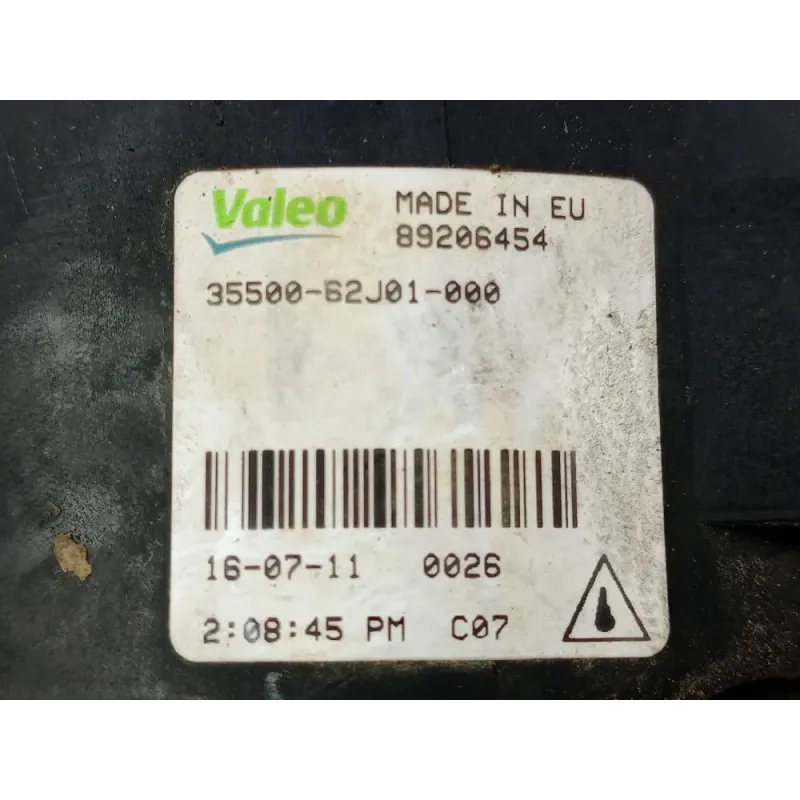 Valeo MADE IN EU
89206454
35500-62J01-000
16-07-11 0026
2:08:45 PM C07